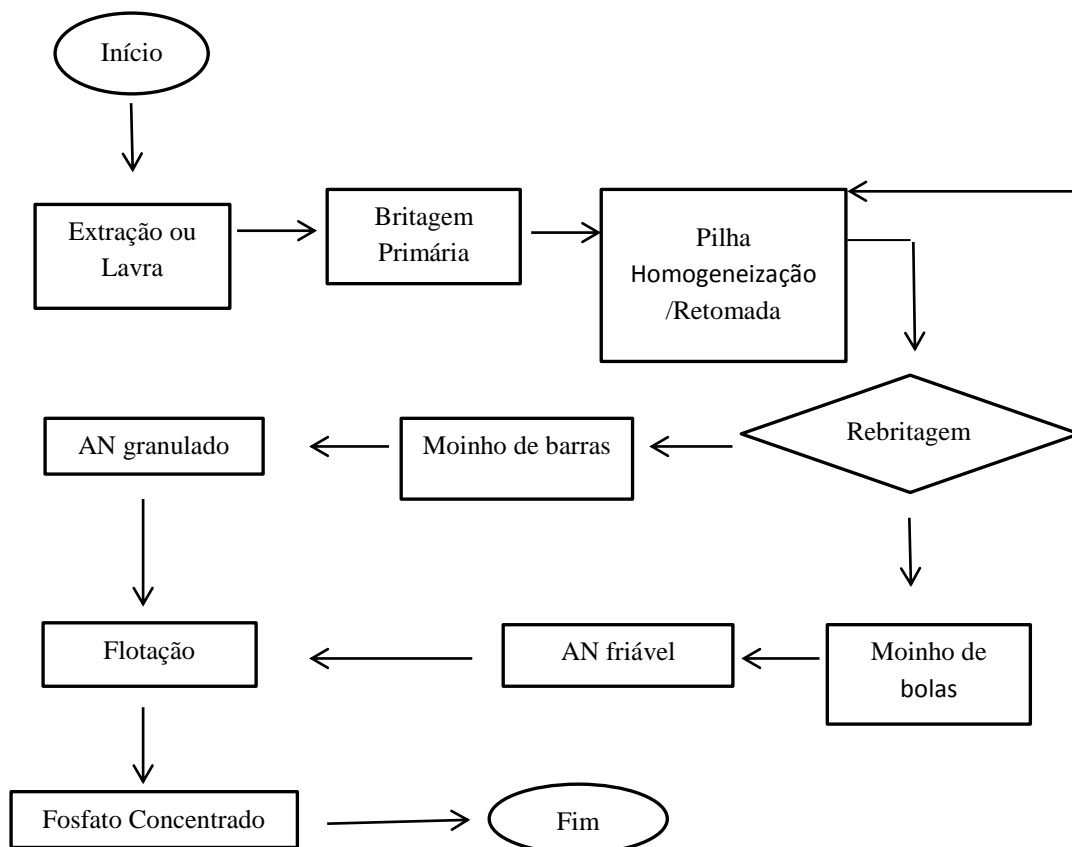 Início
Extração ou
Lavra
Britagem
Primária
Pilha
Homogeneização
/Retomada
AN granulado
Moinho de barras
Rebritagem
Flotação
AN friável
Moinho de
bolas
Fosfato Concentrado
Fim